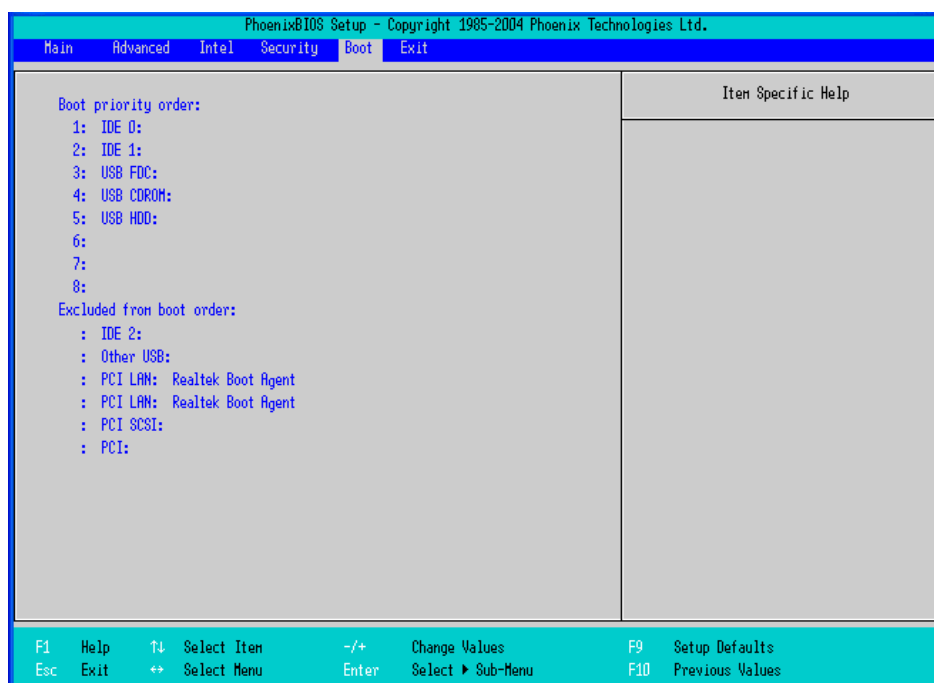 PhoenixBIOS Setup - Copyright 1985-2004 Phoenix Technologies Ltd.
Main Advanced Intel Security Boot Exit
Item Specific Help
Boot priority order:
1: IDE 0:
2: IDE 1:
3: USB FDC:
4: USB CDROM:
5: USB HDD:
6:
7:
8:
Excluded from boot order:
: IDE 2:
: Other USB:
: PCI LAN: Realtek Boot Agent
: PCI LAN: Realtek Boot Agent
: PCI SCSI:
: PCI:
F1 Help ↑↓ Select Item -/+ Change Values F9 Setup Defaults
Esc Exit ↔ Select Menu Enter Select ▶ Sub-Menu F10 Previous Values